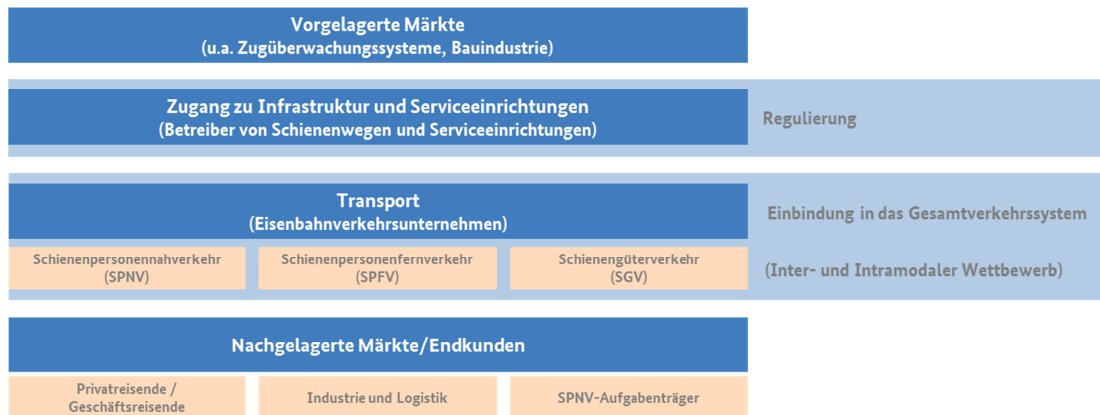 Vorgelagerte Märkte
(u.a. Zugüberwachungssysteme, Bauindustrie)
Zugang zu Infrastruktur und Serviceeinrichtungen
(Betreiber von Schienenwegen und Serviceeinrichtungen)
Regulierung
Transport
(Eisenbahnverkehrsunternehmen)
Einbindung in das Gesamtverkehrssystem
Schienenpersonennahverkehr
(SPNV)
Schienenpersonenfernverkehr
(SPFV)
Schienengüterverkehr
(SGV)
(Inter- und Intramodaler Wettbewerb)
Nachgelagerte Märkte/Endkunden
Privatreisende /
Geschäftsreisende
Industrie und Logistik
SPNV-Aufgabenträger